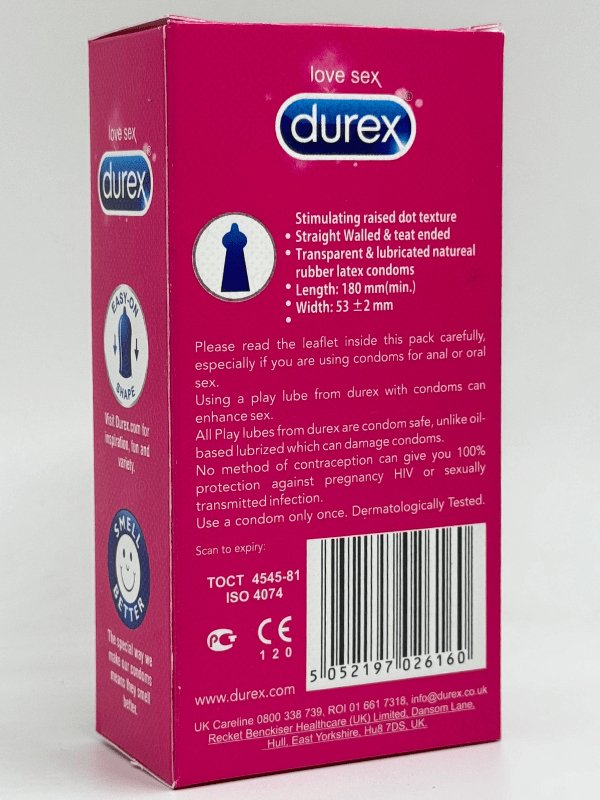 love sex
durex
®
EASY-ON
SHAPE
Visit Durex.com for
inspiration, fun and
variety.
SMELL
BETTER
The special way we
make our condoms
means they smell
better.
love sex
durex
®
Stimulating raised dot texture
• Straight Walled & teat ended
• Transparent & lubricated natureal
rubber latex condoms
• Length: 180 mm(min.)
• Width: 53 ±2 mm
•
Please read the leaflet inside this pack carefully,
especially if you are using condoms for anal or oral
sex.
Using a play lube from durex with condoms can
enhance sex.
All Play lubes from durex are condom safe, unlike oil-
based lubrized which can damage condoms.
No method of contraception can give you 100%
protection against pregnancy HIV or sexually
transmitted infection.
Use a condom only once. Dermatologically Tested.
Scan to expiry:
TOCT 4545-81
ISO 4074
PCT CE
120
5 052197 026160
www.durex.com
UK Careline 0800 338 739, ROI 01 661 7318, info@durex.co.uk
Recket Benckiser Healthcare (UK) Limited, Dansom Lane,
Hull, East Yorkshire, Hu8 7DS, UK.